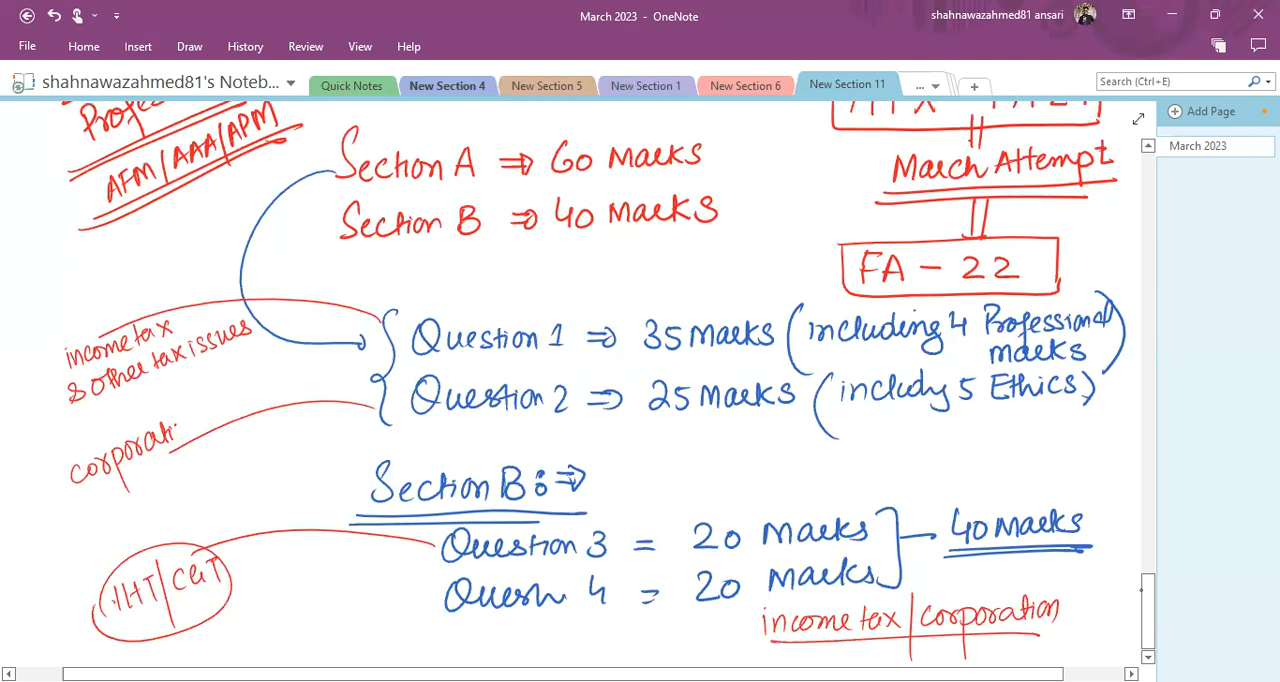 March 2023 - OneNote
shahnawazahmed81 ansari
File Home Insert Draw History Review View Help
shahnawazahmed81's Noteb...
Quick Notes
New Section 4
New Section 5
New Section 1
New Section 6
New Section 11
...
Search (Ctrl+E)
Add Page
March 2023
AFM/AAA/APM
Section A ⇒ 60 Marks
Section B ⇒ 40 Marks
March Attempt
FA - 22
income tax
& other tax issues
Question 1 ⇒ 35 Marks (including 4 Professional
marks)
Question 2 ⇒ 25 Marks (includy 5 Ethics)
corporati
Section B: ⇒
Question 3 = 20 Marks
Quesn 4 = 20 Marks
40 Marks
IHT/CGT
income tax | corporation